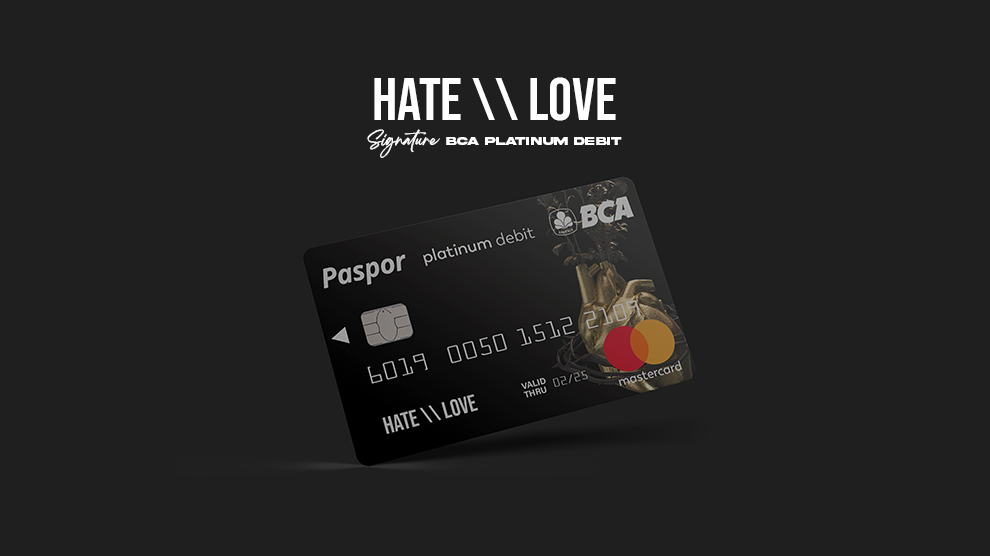 HATE \\ LOVE
Signature BCA PLATINUM DEBIT
Paspor platinum debit BCA
6019 0050 1512 2109
VALID THRU 02/25
HATE \\ LOVE
mastercard